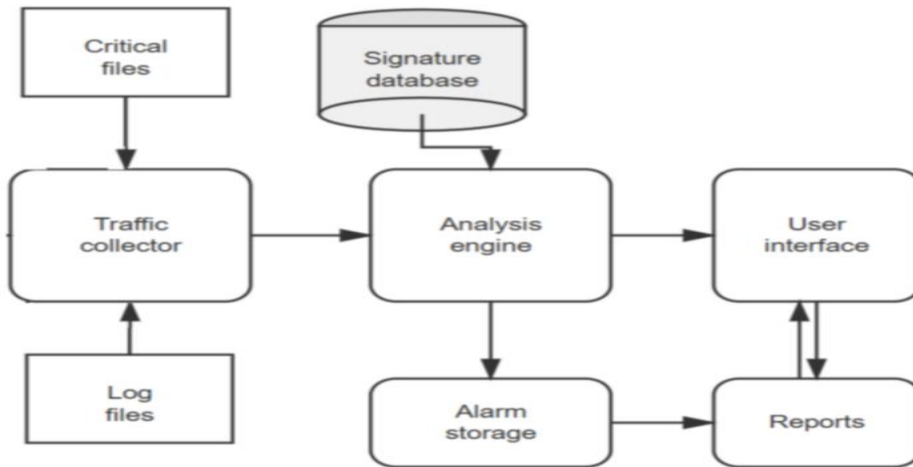 Critical
files
Signature
database
Traffic
collector
Analysis
engine
User
interface
Log
files
Alarm
storage
Reports